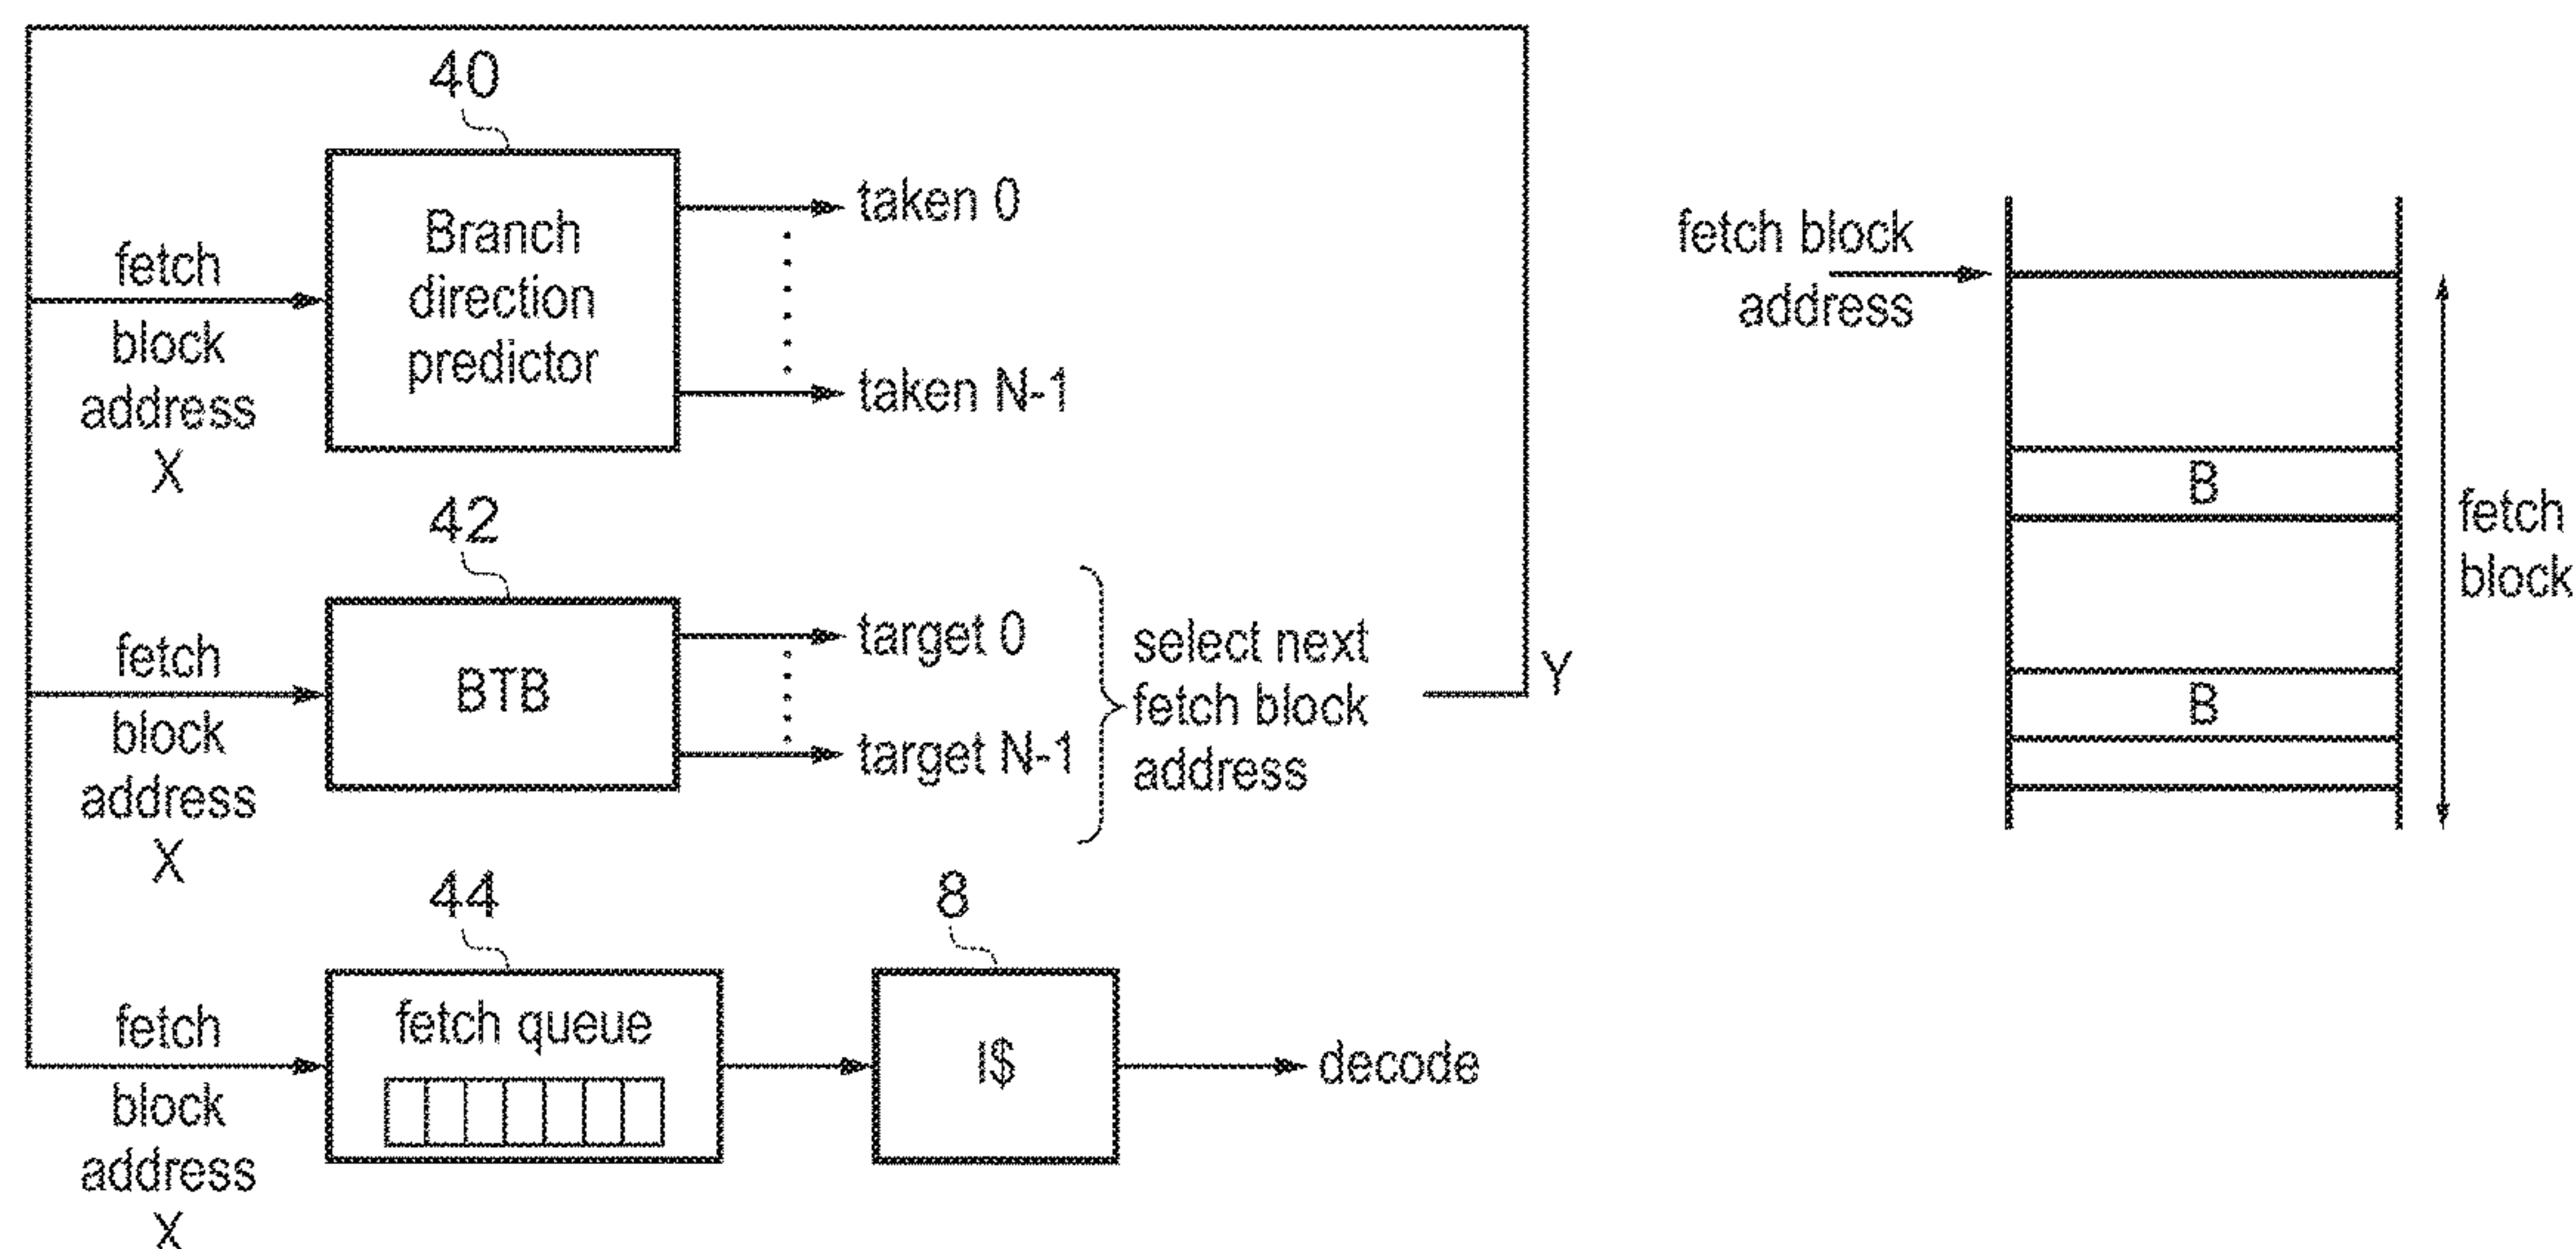 40
Branch
direction
predictor
fetch
block
address
X
taken 0
taken N-1
42
BTB
fetch
block
address
X
target 0
target N-1
select next
fetch block
address
Y
44
fetch queue
fetch
block
address
X
8
I$
decode
fetch block
address
B
B
fetch
block